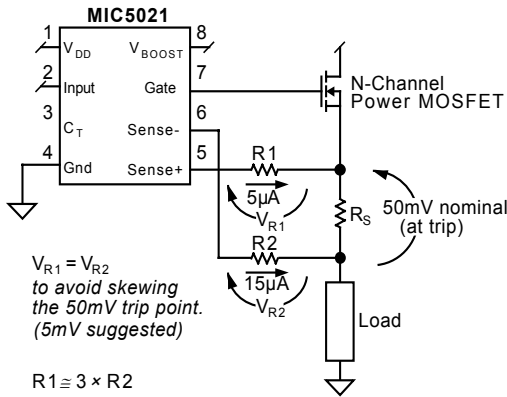 MIC5021
1 V_DD
V_BOOST 8
2 Input
Gate 7
3 C_T
Sense- 6
4 Gnd
Sense+ 5
N-Channel
Power MOSFET
R1
5µA
V_R1
R_S
50mV nominal
(at trip)
R2
15µA
V_R2
Load
V_R1 = V_R2
to avoid skewing
the 50mV trip point.
(5mV suggested)
R1 ≅ 3 × R2